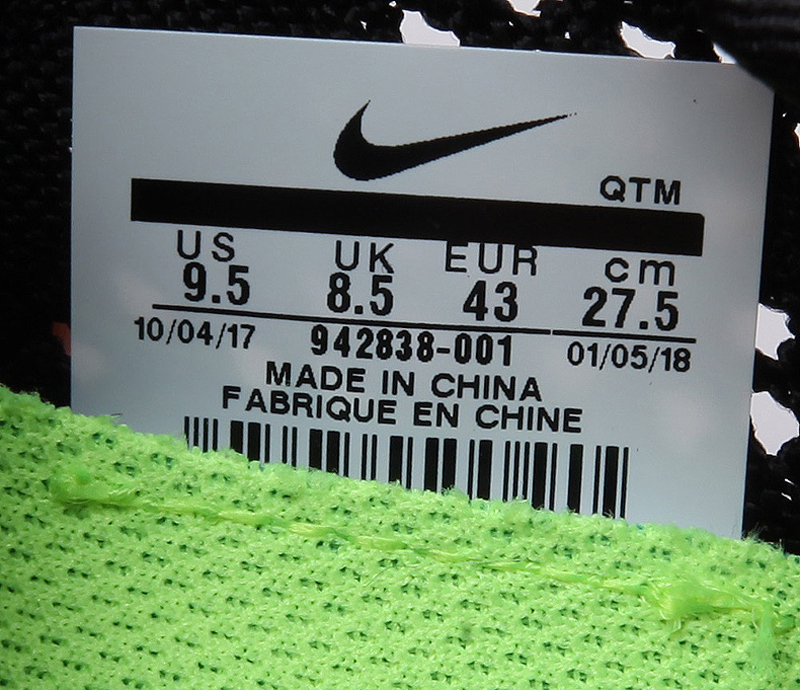 QTM
US UK EUR cm
9.5 8.5 43 27.5
10/04/17 942838-001 01/05/18
MADE IN CHINA
FABRIQUE EN CHINE